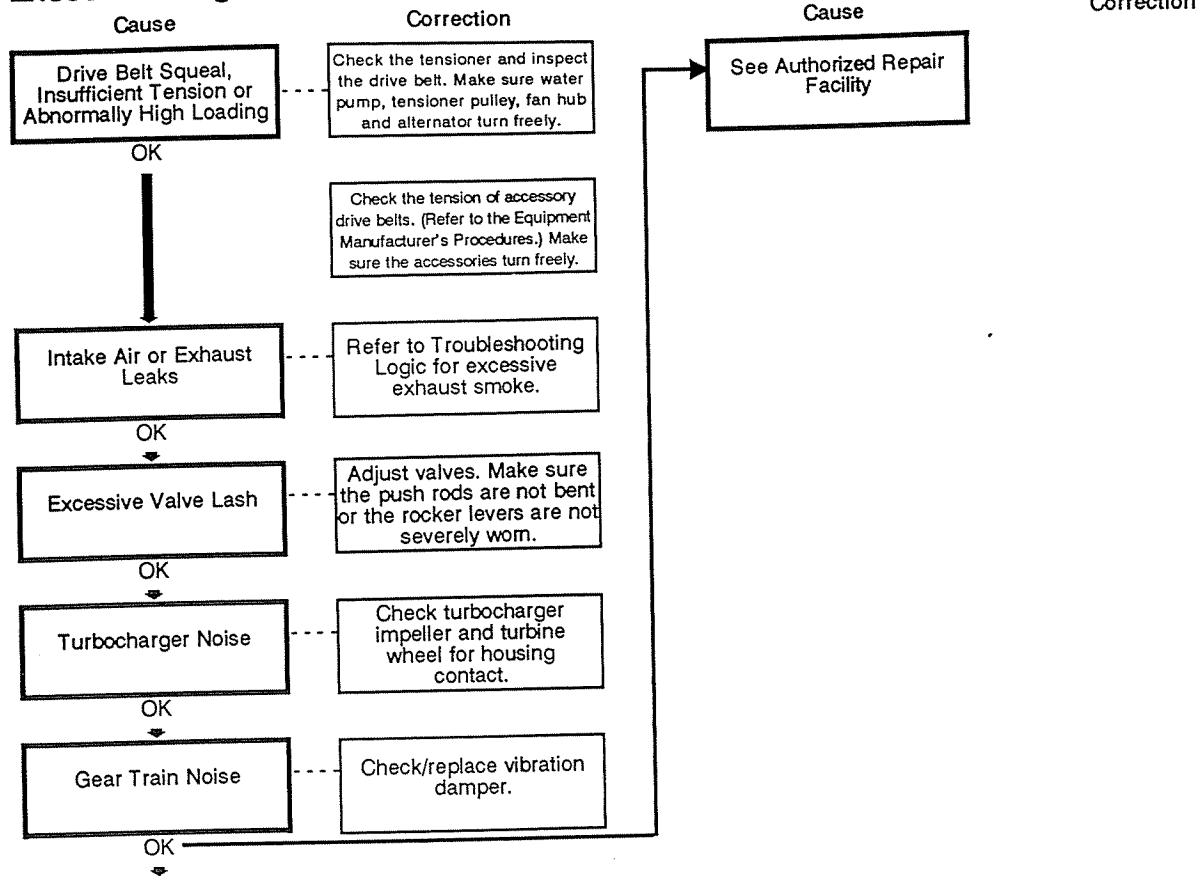 Cause
Correction
Drive Belt Squeal,
Insufficient Tension or
Abnormally High Loading
Check the tensioner and inspect
the drive belt. Make sure water
pump, tensioner pulley, fan hub
and alternator turn freely.
OK
Check the tension of accessory
drive belts. (Refer to the Equipment
Manufacturer's Procedures.) Make
sure the accessories turn freely.
Intake Air or Exhaust
Leaks
Refer to Troubleshooting
Logic for excessive
exhaust smoke.
OK
Excessive Valve Lash
Adjust valves. Make sure
the push rods are not bent
or the rocker levers are not
severely worn.
OK
Turbocharger Noise
Check turbocharger
impeller and turbine
wheel for housing
contact.
OK
Gear Train Noise
Check/replace vibration
damper.
OK
Cause
Correction
See Authorized Repair
Facility